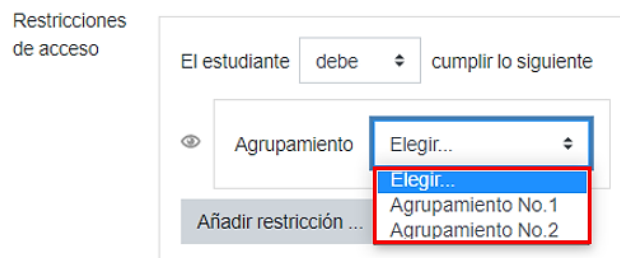 Restricciones
de acceso
El estudiante debe cumplir lo siguiente
Agrupamiento Elegir...
Elegir...
Agrupamiento No.1
Agrupamiento No.2
Añadir restricción ...